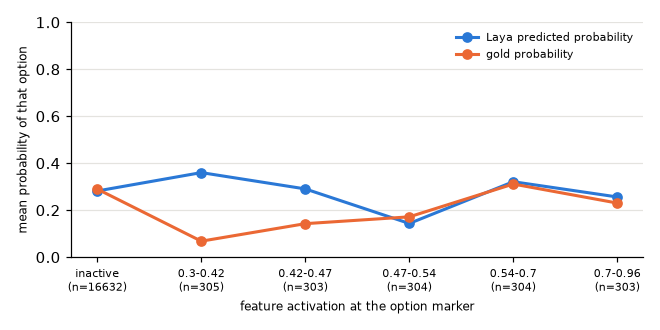 1.0
0.8
0.6
0.4
0.2
0.0
mean probability of that option
Laya predicted probability
gold probability
inactive
(n=16632)
0.3-0.42
(n=305)
0.42-0.47
(n=303)
0.47-0.54
(n=304)
0.54-0.7
(n=304)
0.7-0.96
(n=303)
feature activation at the option marker